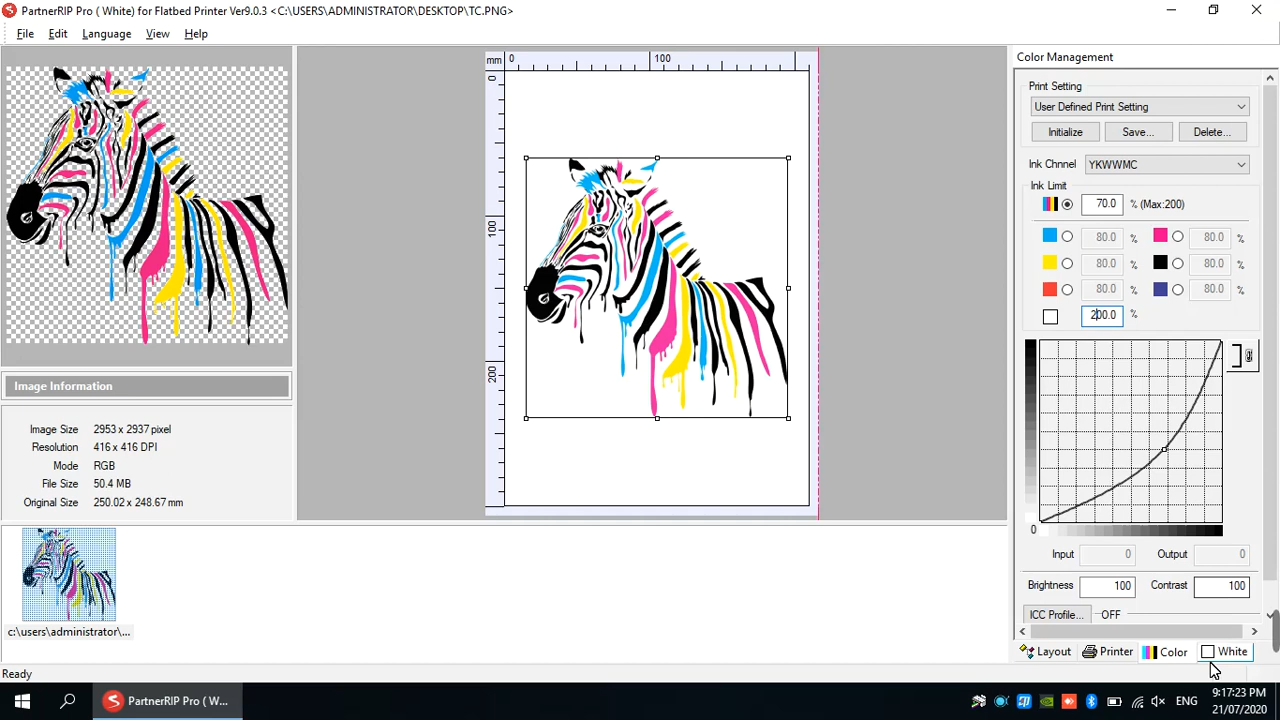 PartnerRIP Pro ( White) for Flatbed Printer Ver9.0.3 <C:\USERS\ADMINISTRATOR\DESKTOP\TC.PNG>
File Edit Language View Help
mm 0 100
0
100
200
Image Information
Image Size 2953 x 2937 pixel
Resolution 416 x 416 DPI
Mode RGB
File Size 50.4 MB
Original Size 250.02 x 248.67 mm
c:\users\administrator\...
Color Management
Print Setting
User Defined Print Setting
Initialize Save... Delete...
Ink Chnnel YKWWMC
Ink Limit
70.0 % (Max:200)
80.0 % 80.0 %
80.0 % 80.0 %
80.0 % 80.0 %
200.0 %
0
Input 0 Output 0
Brightness 100 Contrast 100
ICC Profile... OFF
Layout Printer Color White
Ready
PartnerRIP Pro ( W...
ENG
9:17:23 PM
21/07/2020